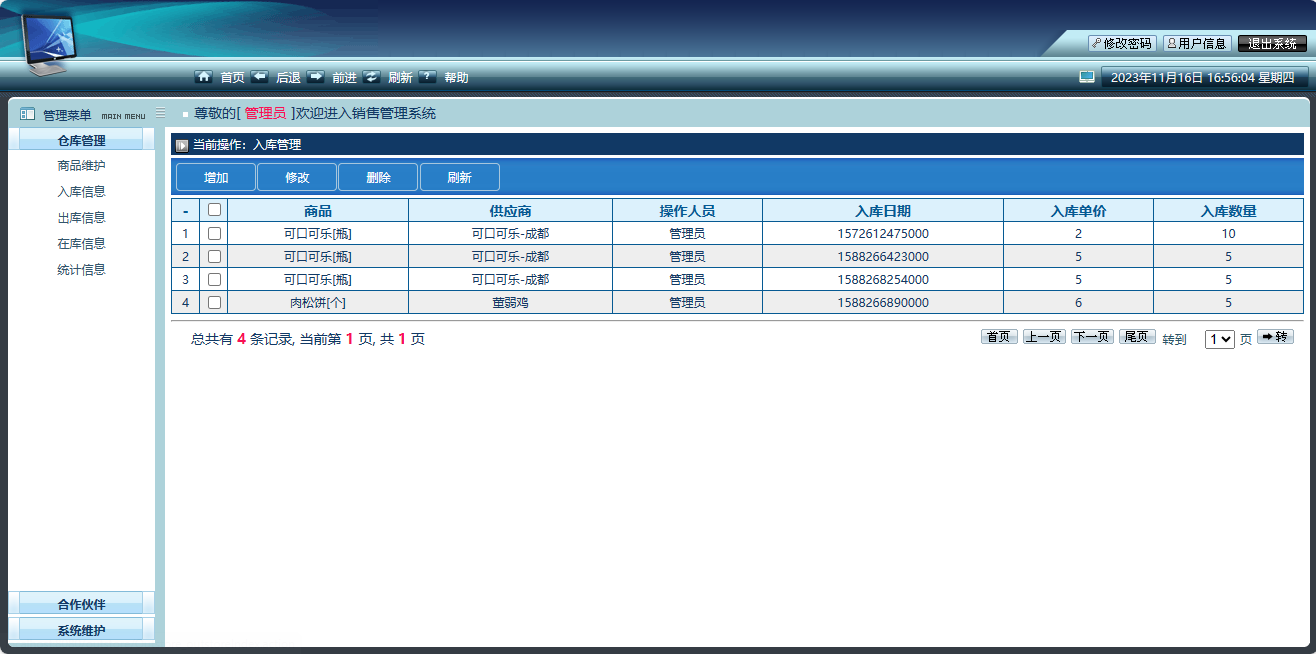 修改密码 用户信息 退出系统
首页 后退 前进 刷新 ? 帮助
2023年11月16日 16:56:04 星期四
管理菜单 MAIN MENU
尊敬的[ 管理员 ]欢迎进入销售管理系统
仓库管理
商品维护
入库信息
出库信息
在库信息
统计信息
合作伙伴
系统维护
当前操作：入库管理
增加 修改 删除 刷新
- 商品 供应商 操作人员 入库日期 入库单价 入库数量
1 可口可乐[瓶] 可口可乐-成都 管理员 1572612475000 2 10
2 可口可乐[瓶] 可口可乐-成都 管理员 1588266423000 5 5
3 可口可乐[瓶] 可口可乐-成都 管理员 1588268254000 5 5
4 肉松饼[个] 董弱鸡 管理员 1588266890000 6 5
总共有 4 条记录, 当前第 1 页, 共 1 页
首页 上一页 下一页 尾页 转到 1 页 转